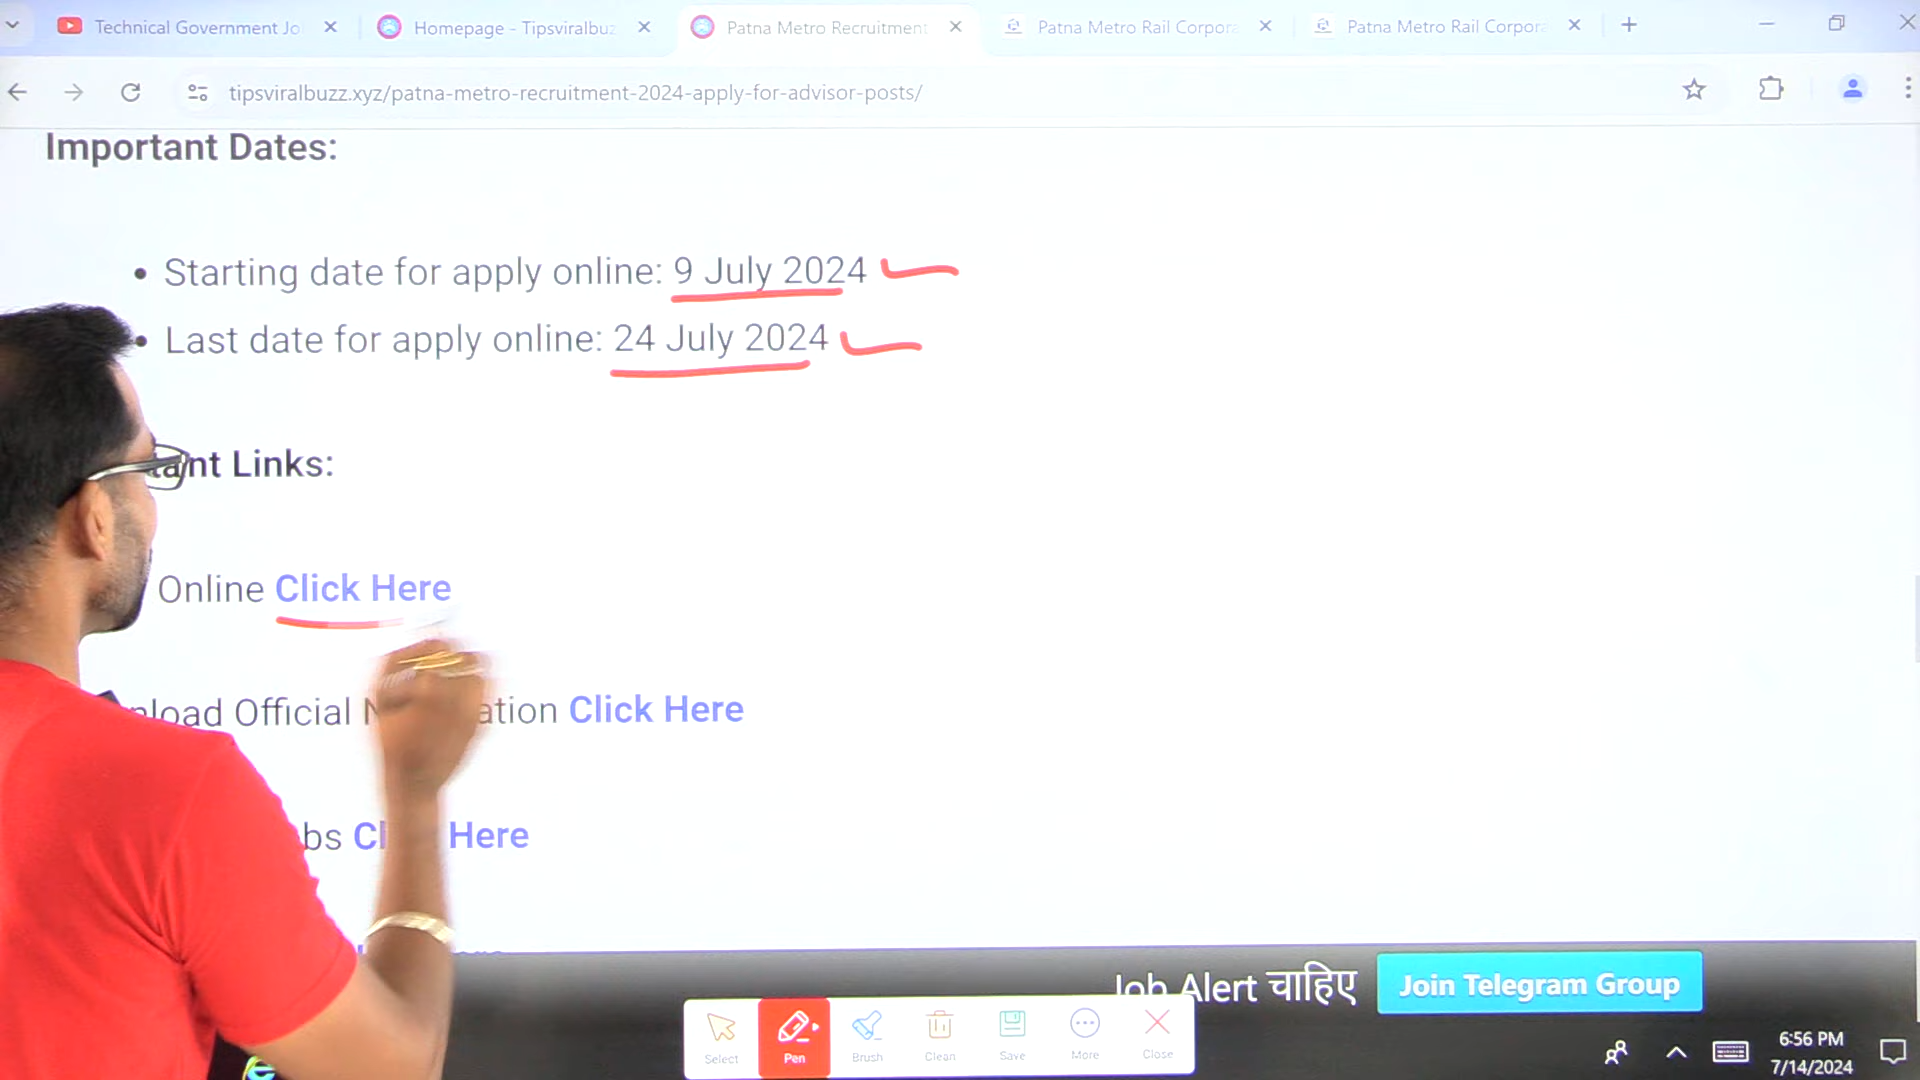 Technical Government Jo
Homepage - Tipsviralbuz
Patna Metro Recruitment
Patna Metro Rail Corpora
Patna Metro Rail Corpora
tipsviralbuzz.xyz/patna-metro-recruitment-2024-apply-for-advisor-posts/
Important Dates:
• Starting date for apply online: 9 July 2024
• Last date for apply online: 24 July 2024
tant Links:
Online Click Here
nload Official N ation Click Here
bs Cl Here
Job Alert चाहिए
Join Telegram Group
Select
Pen
Brush
Clean
Save
More
Close
6:56 PM
7/14/2024